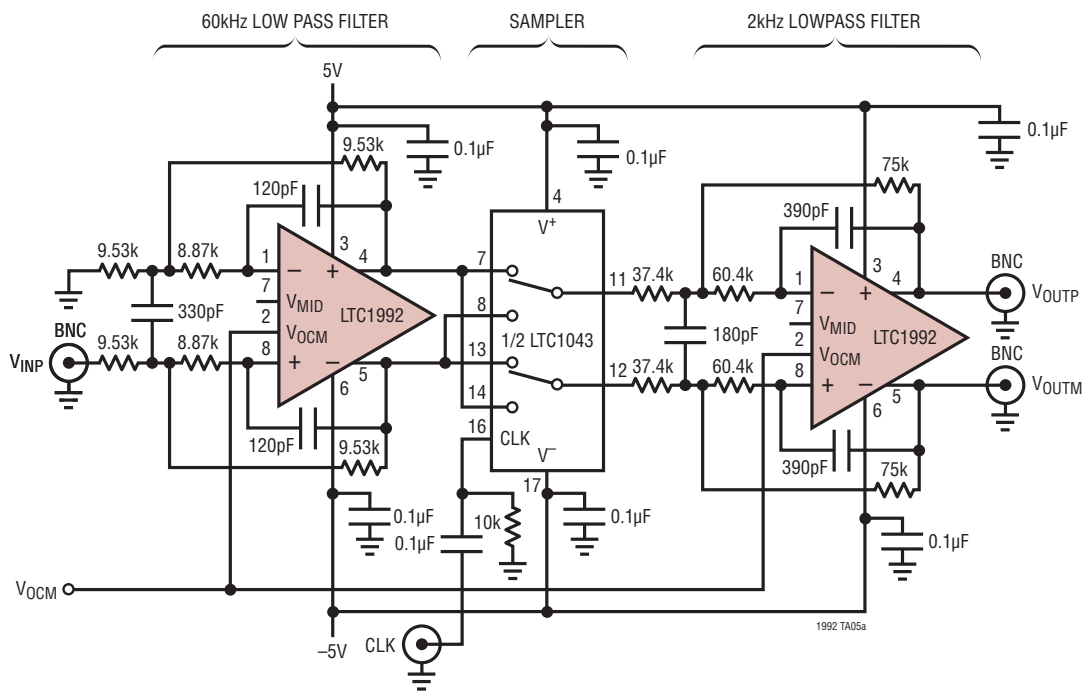 60kHz LOW PASS FILTER
SAMPLER
2kHz LOWPASS FILTER
5V
0.1µF
0.1µF
0.1µF
9.53k
120pF
9.53k
8.87k
330pF
BNC
VINP
9.53k
8.87k
120pF
9.53k
1
7
2
8
3
4
5
6
– +
+ –
VMID
VOCM
LTC1992
0.1µF
4
V+
7
8
13
14
16
11
12
1/2 LTC1043
CLK
V–
17
0.1µF
10k
0.1µF
37.4k
60.4k
180pF
37.4k
60.4k
75k
390pF
390pF
75k
1
7
2
8
3
4
5
6
– +
+ –
VMID
VOCM
LTC1992
BNC
VOUTP
BNC
VOUTM
0.1µF
VOCM
–5V
CLK
1992 TA05a